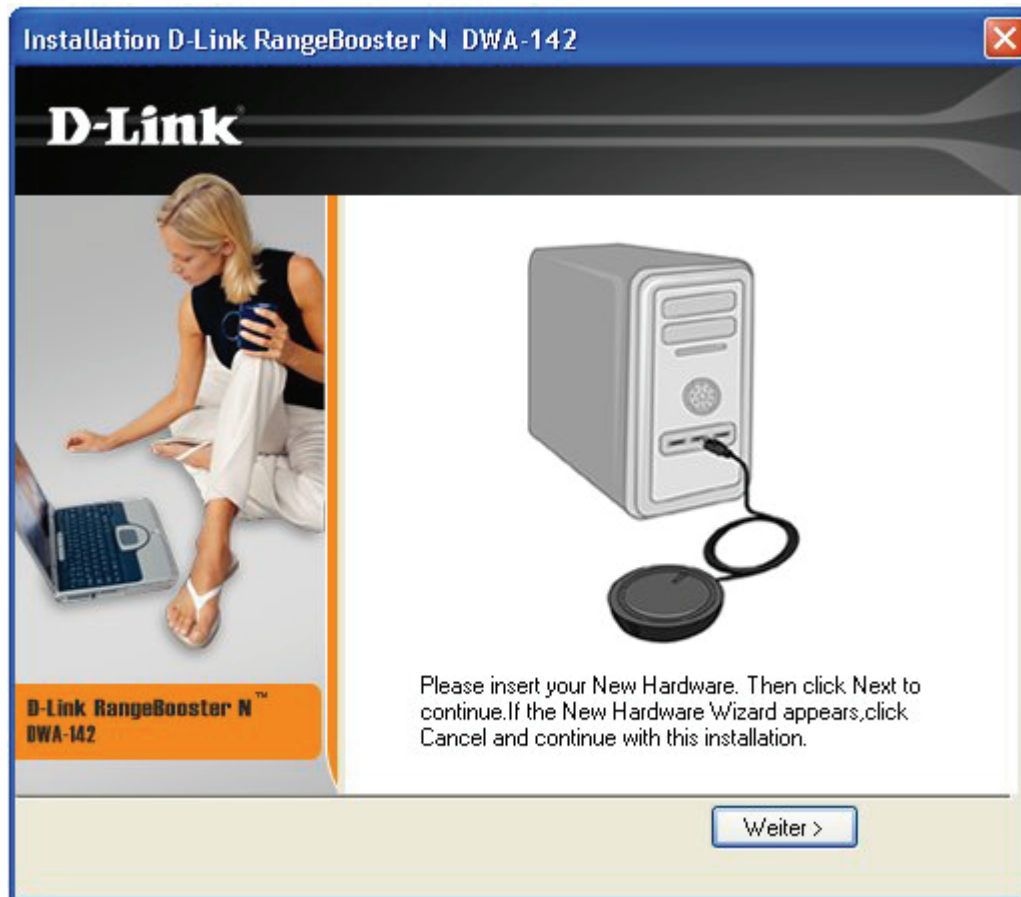 Installation D-Link RangeBooster N DWA-142
D-Link®
Please insert your New Hardware. Then click Next to
continue.If the New Hardware Wizard appears,click
Cancel and continue with this installation.
D-Link RangeBooster N™
DWA-142
Weiter >